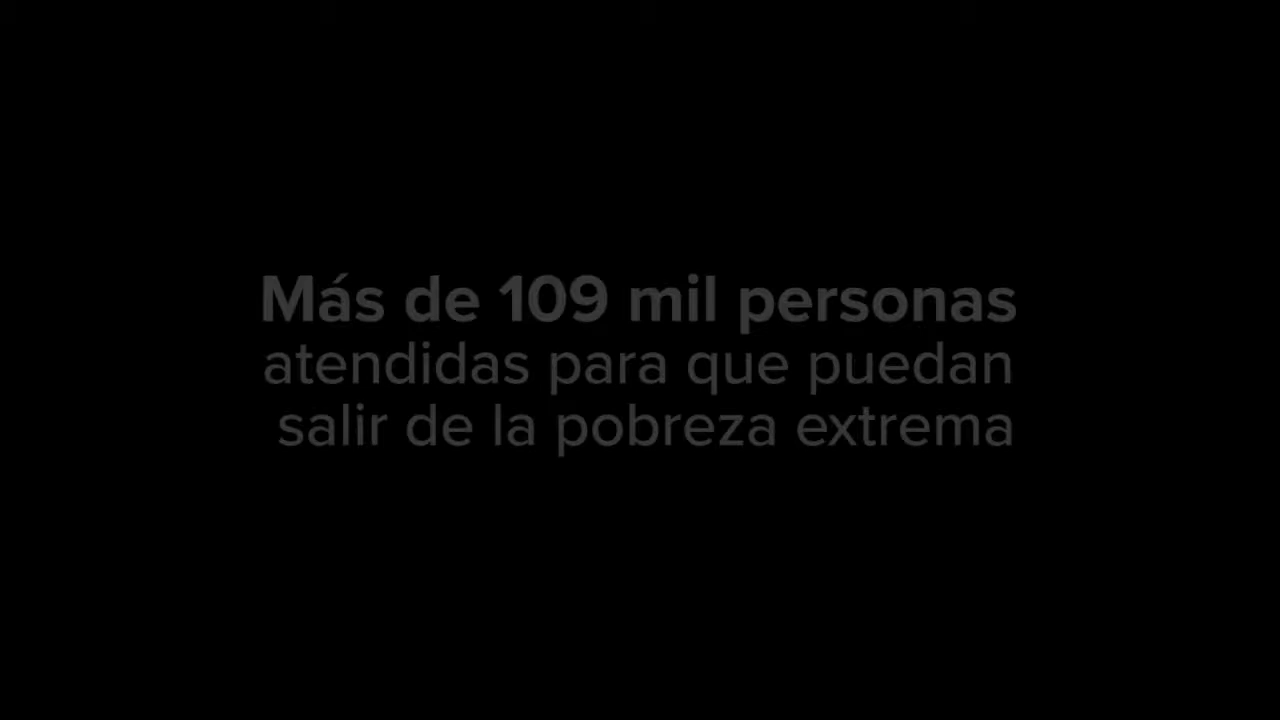 Más de 109 mil personas
atendidas para que puedan
salir de la pobreza extrema